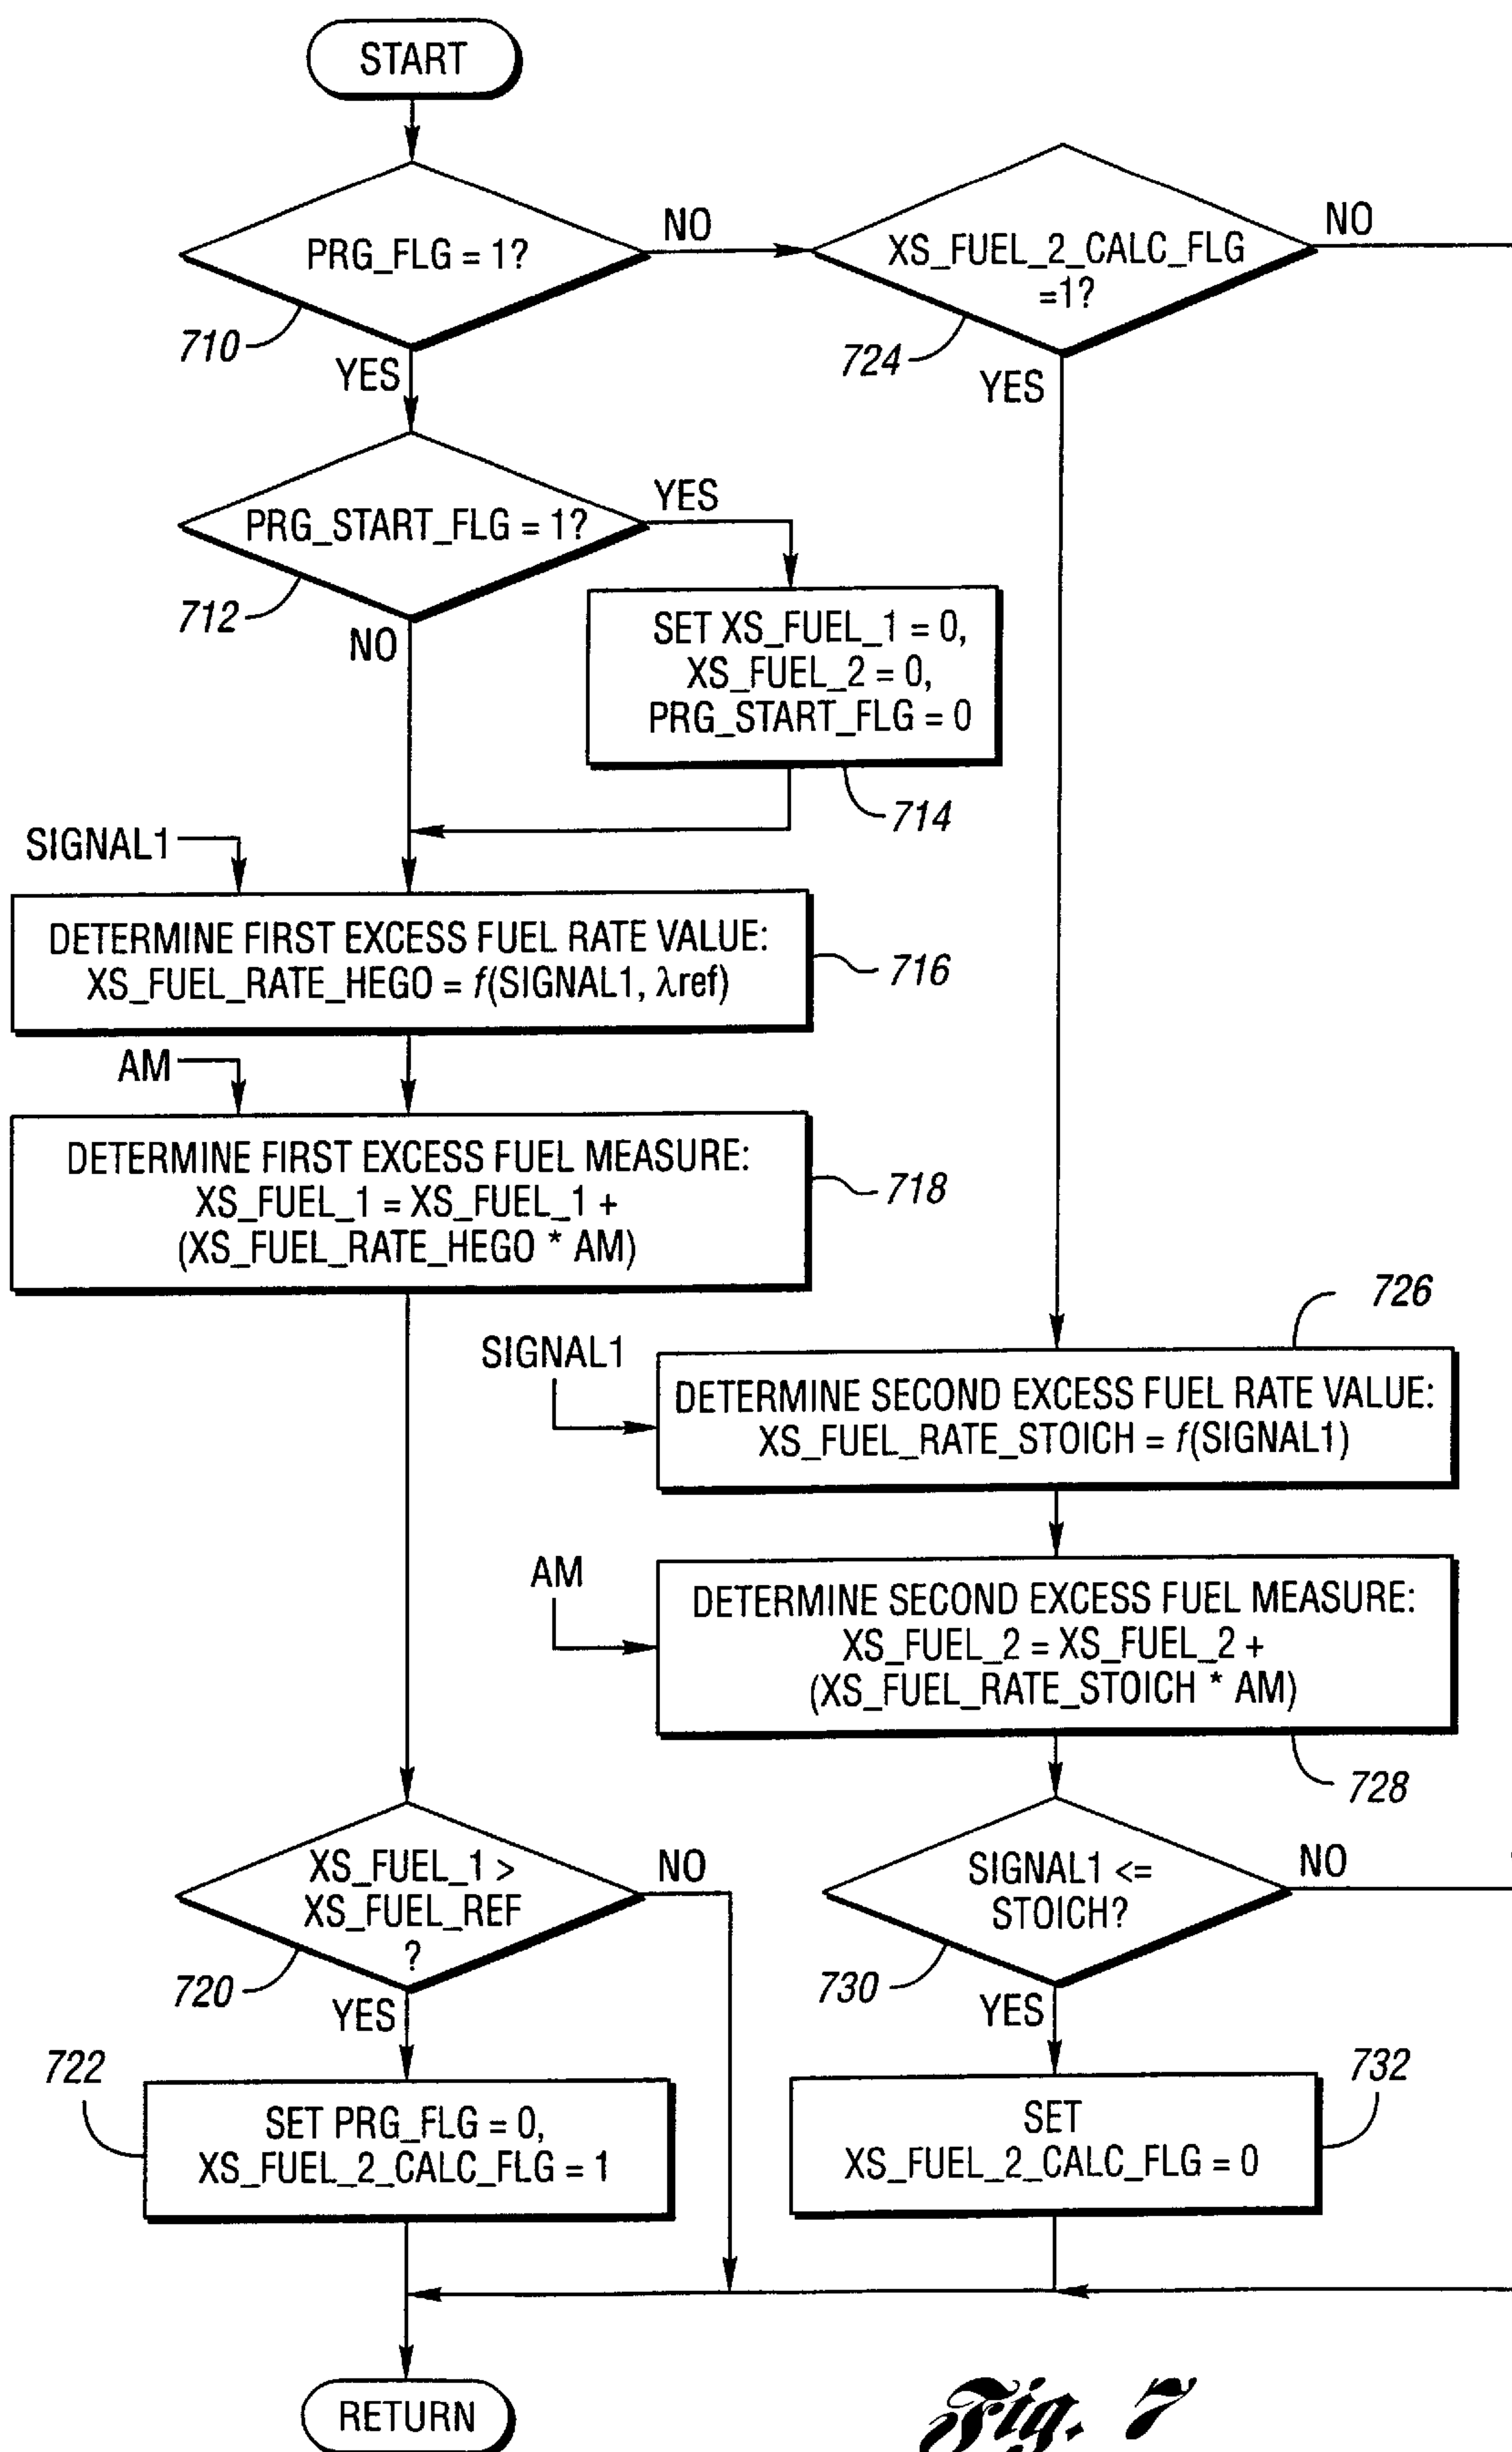 START
PRG_FLG = 1?
NO
710
YES
XS_FUEL_2_CALC_FLG
=1?
NO
724
YES
PRG_START_FLG = 1?
YES
712
NO
SET XS_FUEL_1 = 0,
XS_FUEL_2 = 0,
PRG_START_FLG = 0
714
SIGNAL1
DETERMINE FIRST EXCESS FUEL RATE VALUE:
XS_FUEL_RATE_HEGO = f(SIGNAL1, λref)
716
AM
DETERMINE FIRST EXCESS FUEL MEASURE:
XS_FUEL_1 = XS_FUEL_1 +
(XS_FUEL_RATE_HEGO * AM)
718
726
SIGNAL1
DETERMINE SECOND EXCESS FUEL RATE VALUE:
XS_FUEL_RATE_STOICH = f(SIGNAL1)
AM
DETERMINE SECOND EXCESS FUEL MEASURE:
XS_FUEL_2 = XS_FUEL_2 +
(XS_FUEL_RATE_STOICH * AM)
728
XS_FUEL_1 >
XS_FUEL_REF
?
NO
720
YES
SIGNAL1 <=
STOICH?
NO
730
YES
722
SET PRG_FLG = 0,
XS_FUEL_2_CALC_FLG = 1
732
SET
XS_FUEL_2_CALC_FLG = 0
RETURN
Fig. 7